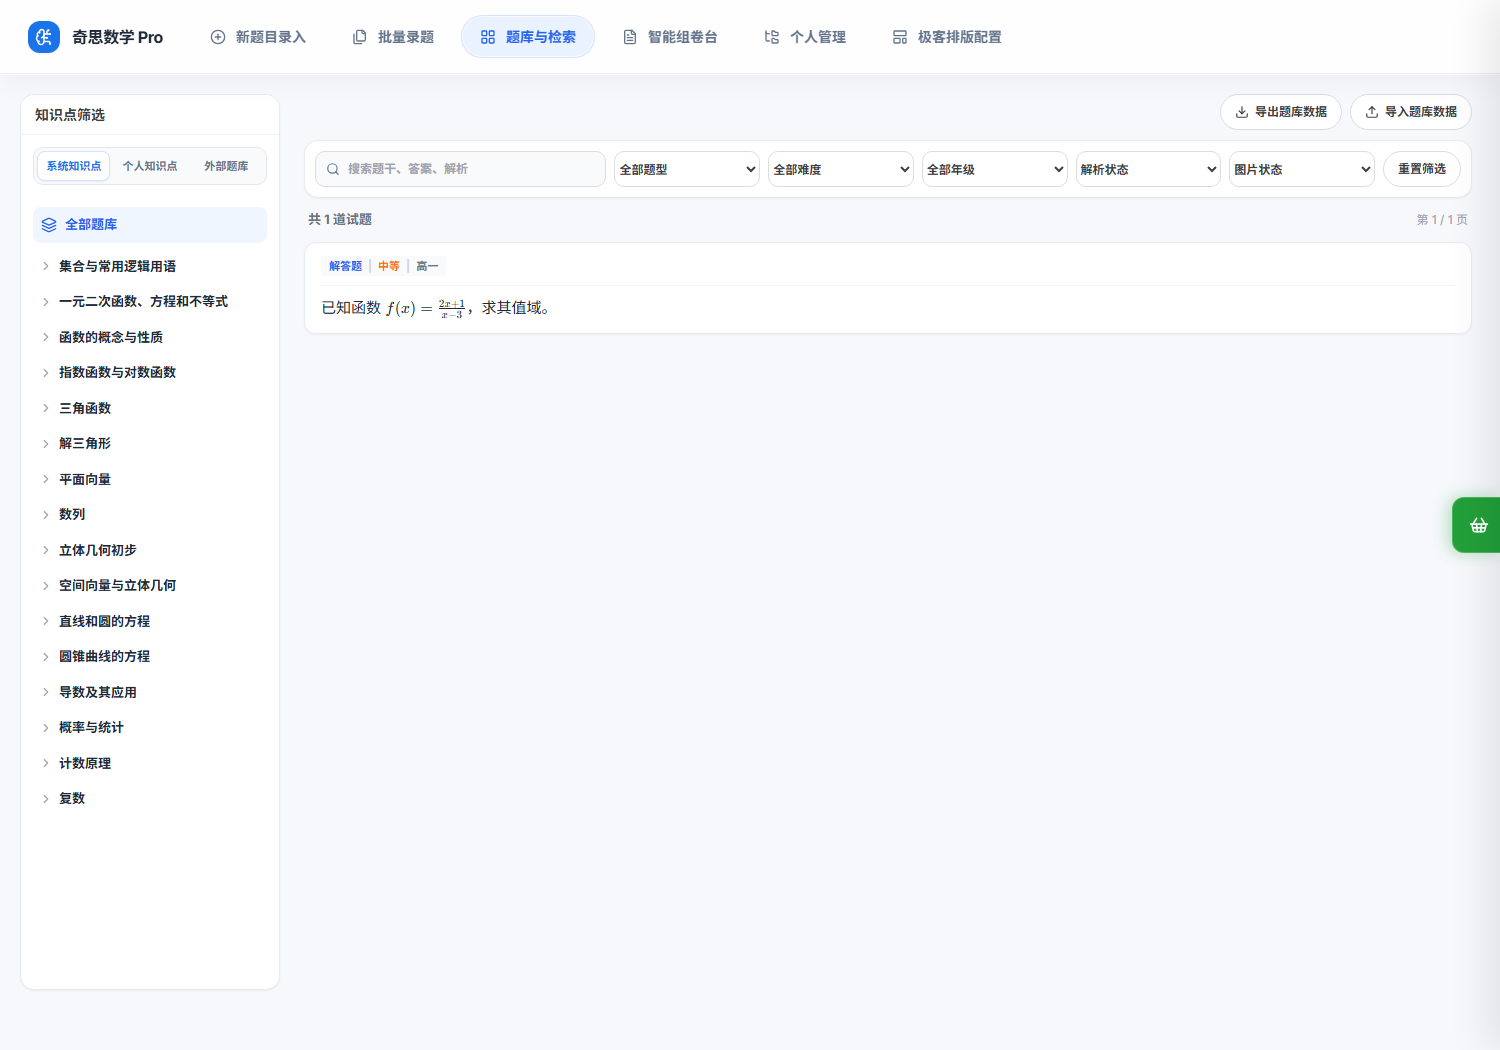 奇思数学 Pro
新题目录入
批量录题
题库与检索
智能组卷台
个人管理
极客排版配置
知识点筛选
系统知识点 个人知识点 外部题库
全部题库
集合与常用逻辑用语
一元二次函数、方程和不等式
函数的概念与性质
指数函数与对数函数
三角函数
解三角形
平面向量
数列
立体几何初步
空间向量与立体几何
直线和圆的方程
圆锥曲线的方程
导数及其应用
概率与统计
计数原理
复数
导出题库数据 导入题库数据
搜索题干、答案、解析 全部题型 全部难度 全部年级 解析状态 图片状态 重置筛选
共 1 道试题 第 1 / 1 页
解答题 | 中等 | 高一
已知函数 f(x) = \frac{2x+1}{x−3}，求其值域。